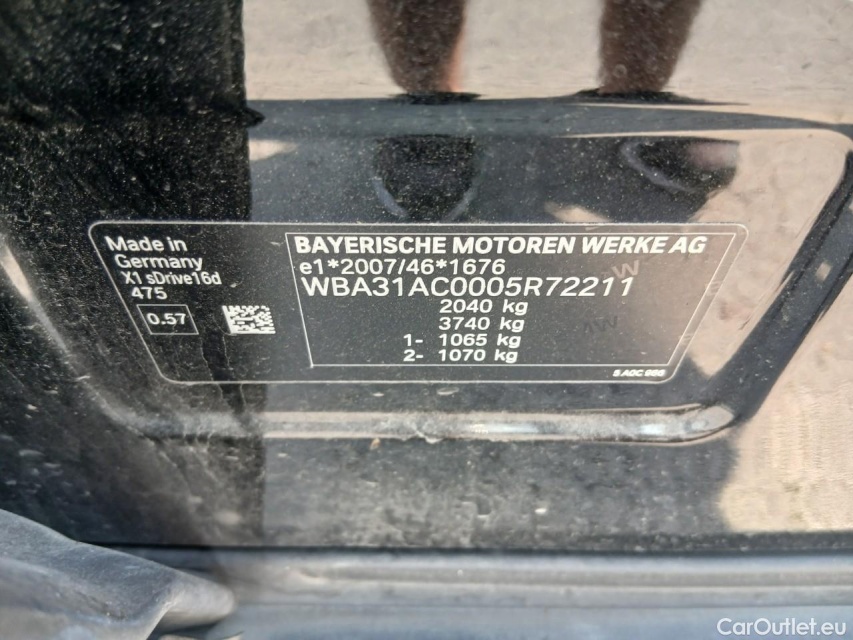 Made in
Germany
X1 sDrive16d
475
0.57
BAYERISCHE MOTOREN WERKE AG
e1*2007/46*1676
WBA31AC0005R72211
2040 kg
3740 kg
1- 1065 kg
2- 1070 kg
CarOutlet.eu